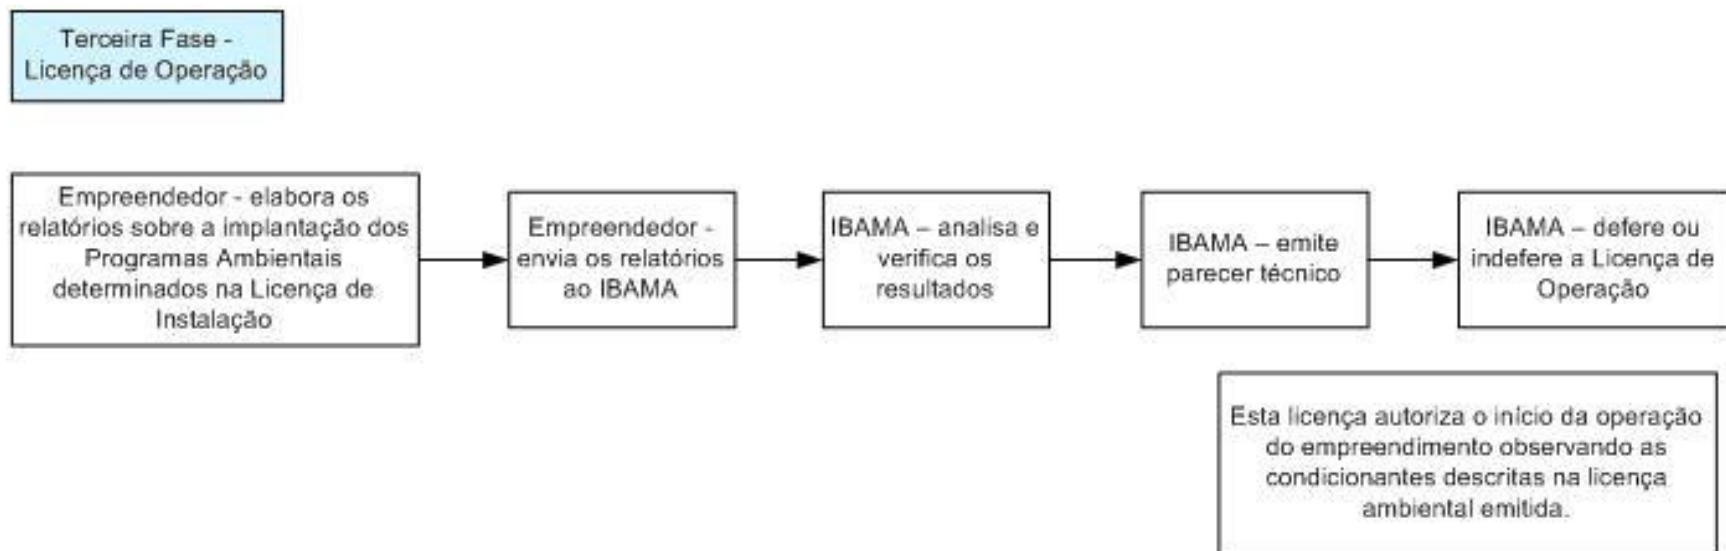 Terceira Fase -
Licença de Operação
Empreendedor - elabora os
relatórios sobre a implantação dos
Programas Ambientais
determinados na Licença de
Instalação
Empreendedor -
envia os relatórios
ao IBAMA
IBAMA – analisa e
verifica os
resultados
IBAMA – emite
parecer técnico
IBAMA – defere ou
indefere a Licença de
Operação
Esta licença autoriza o início da operação
do empreendimento observando as
condicionantes descritas na licença
ambiental emitida.